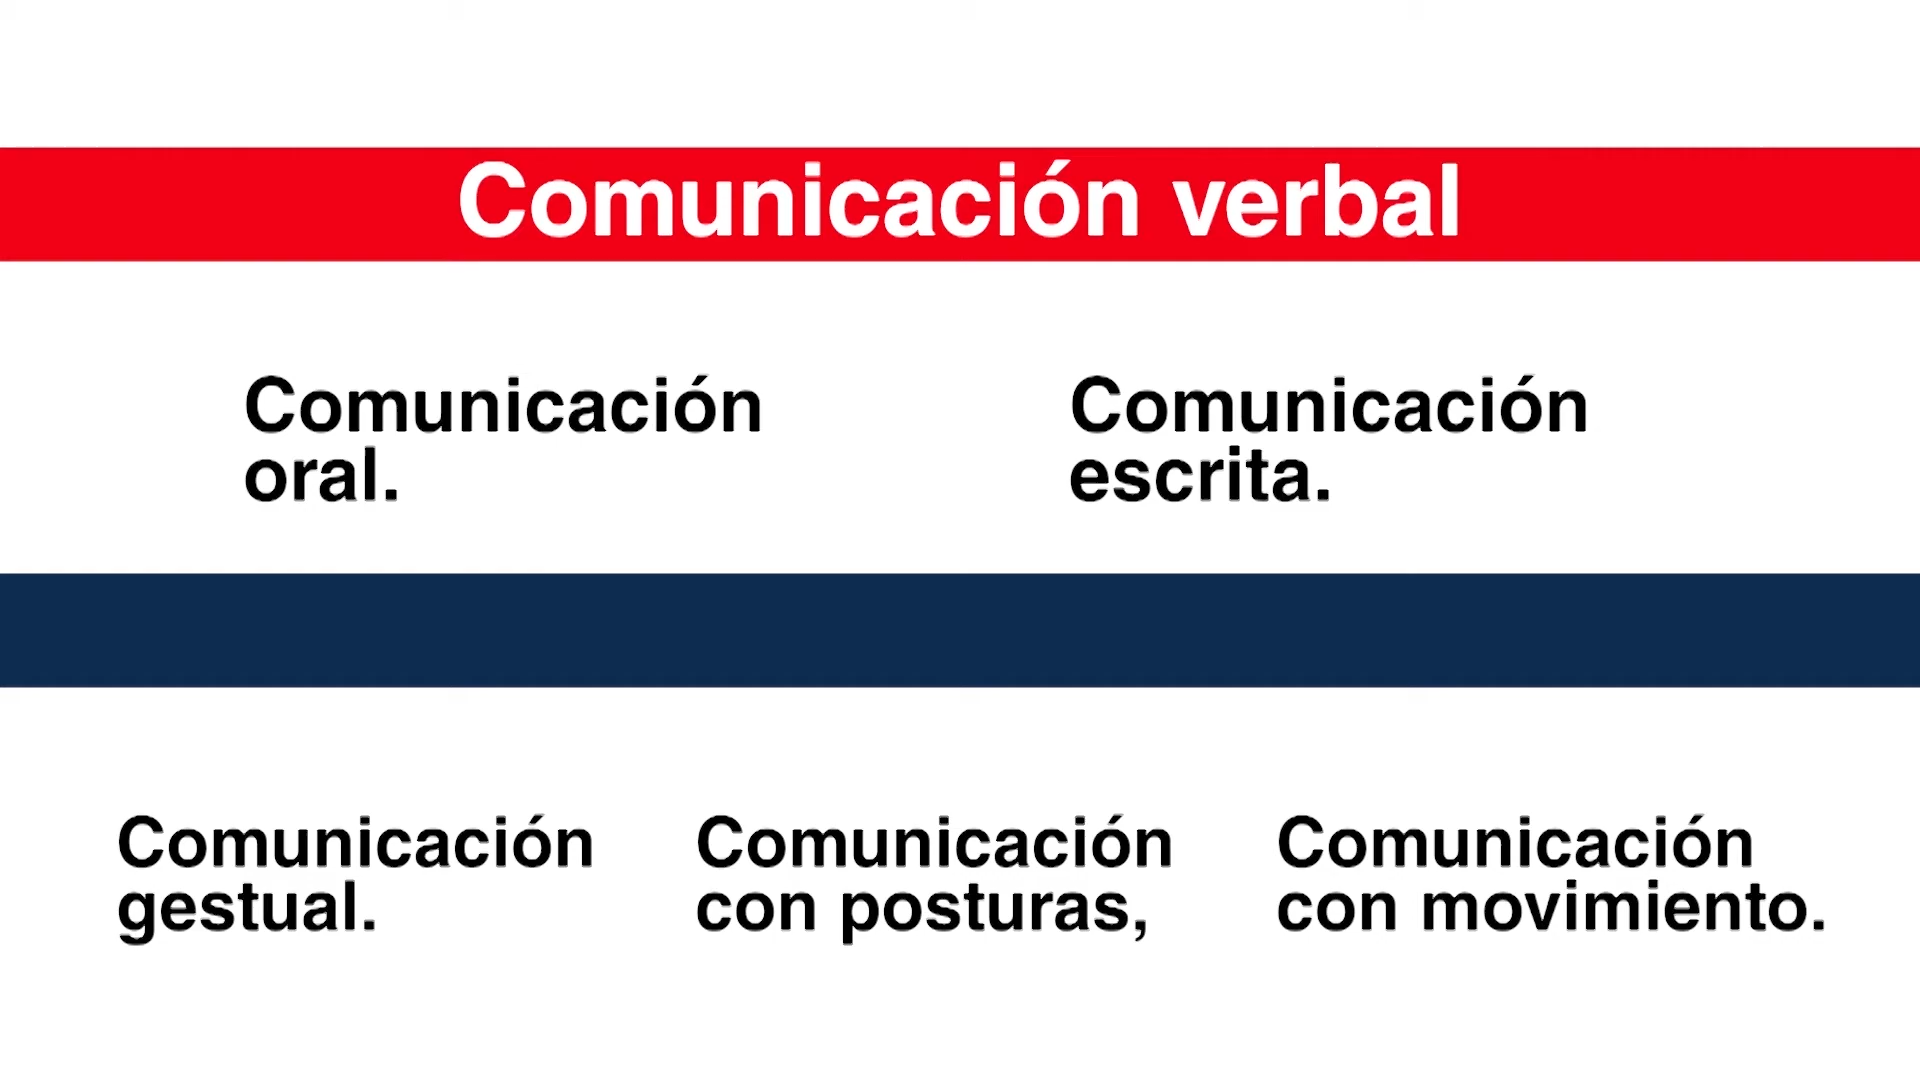 Comunicación verbal
Comunicación
oral.
Comunicación
escrita.
Comunicación
gestual.
Comunicación
con posturas,
Comunicación
con movimiento.